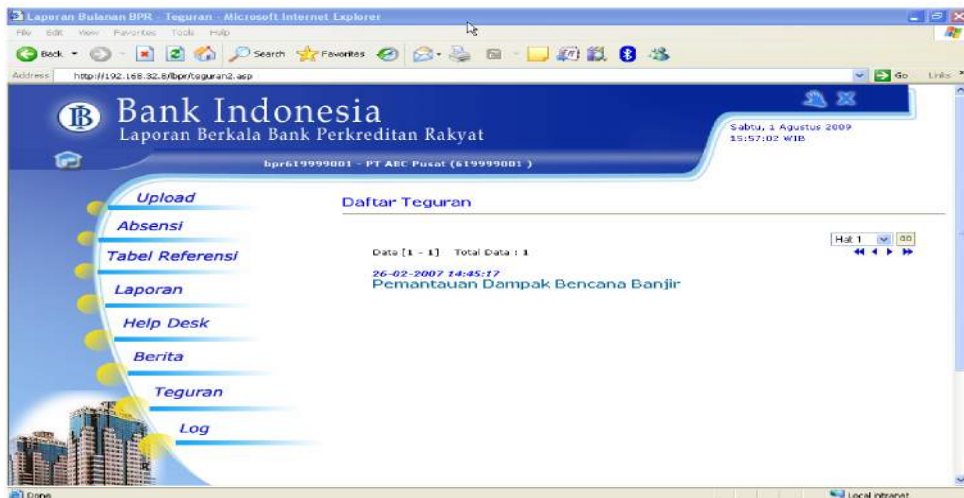 Laporan Bulanan BPR - Teguran - Microsoft Internet Explorer
File Edit View Favorites Tools Help
Back Search Favorites
Address http://192.168.32.6/lbpr/teguran2.asp Go Links
Bank Indonesia
Laporan Berkala Bank Perkreditan Rakyat
Sabtu, 1 Agustus 2009
15:57:02 WIB
bpr619999001 - PT ABC Pusat (619999001 )
Upload
Absensi
Tabel Referensi
Laporan
Help Desk
Berita
Teguran
Log
Daftar Teguran
Hal 1 GO
Data [1 - 1] Total Data : 1
26-02-2007 14:45:17
Pemantauan Dampak Bencana Banjir
Done Local intranet